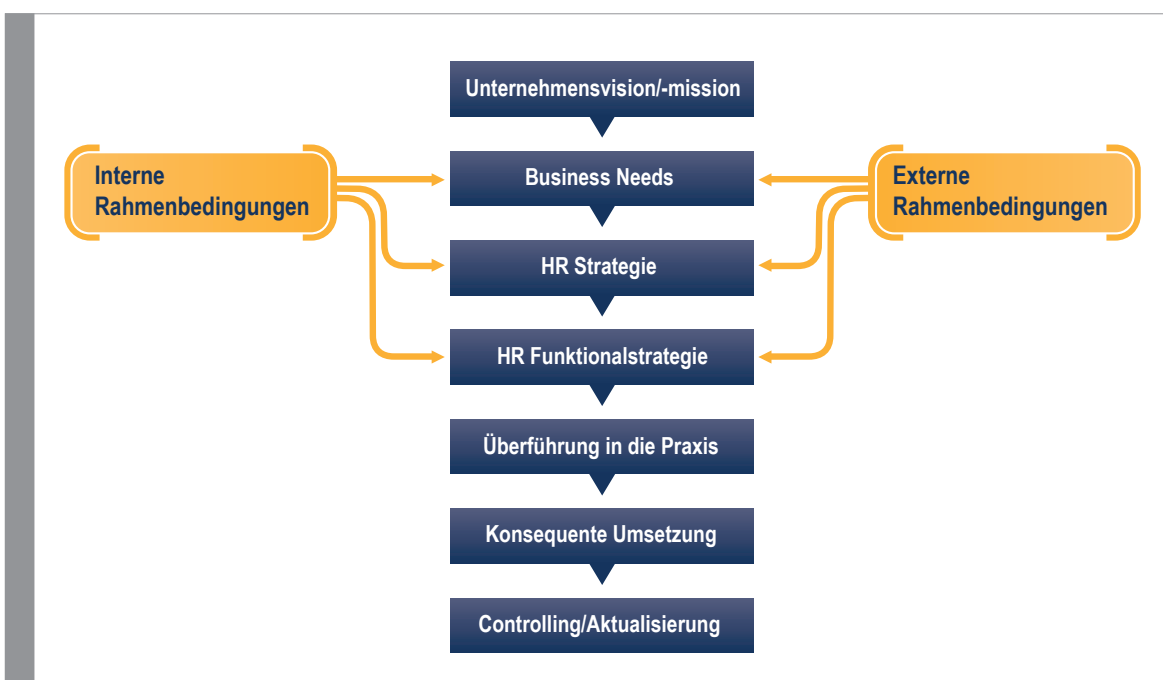 Unternehmensvision/-mission
Interne
Rahmenbedingungen
Business Needs
Externe
Rahmenbedingungen
HR Strategie
HR Funktionalstrategie
Überführung in die Praxis
Konsequente Umsetzung
Controlling/Aktualisierung